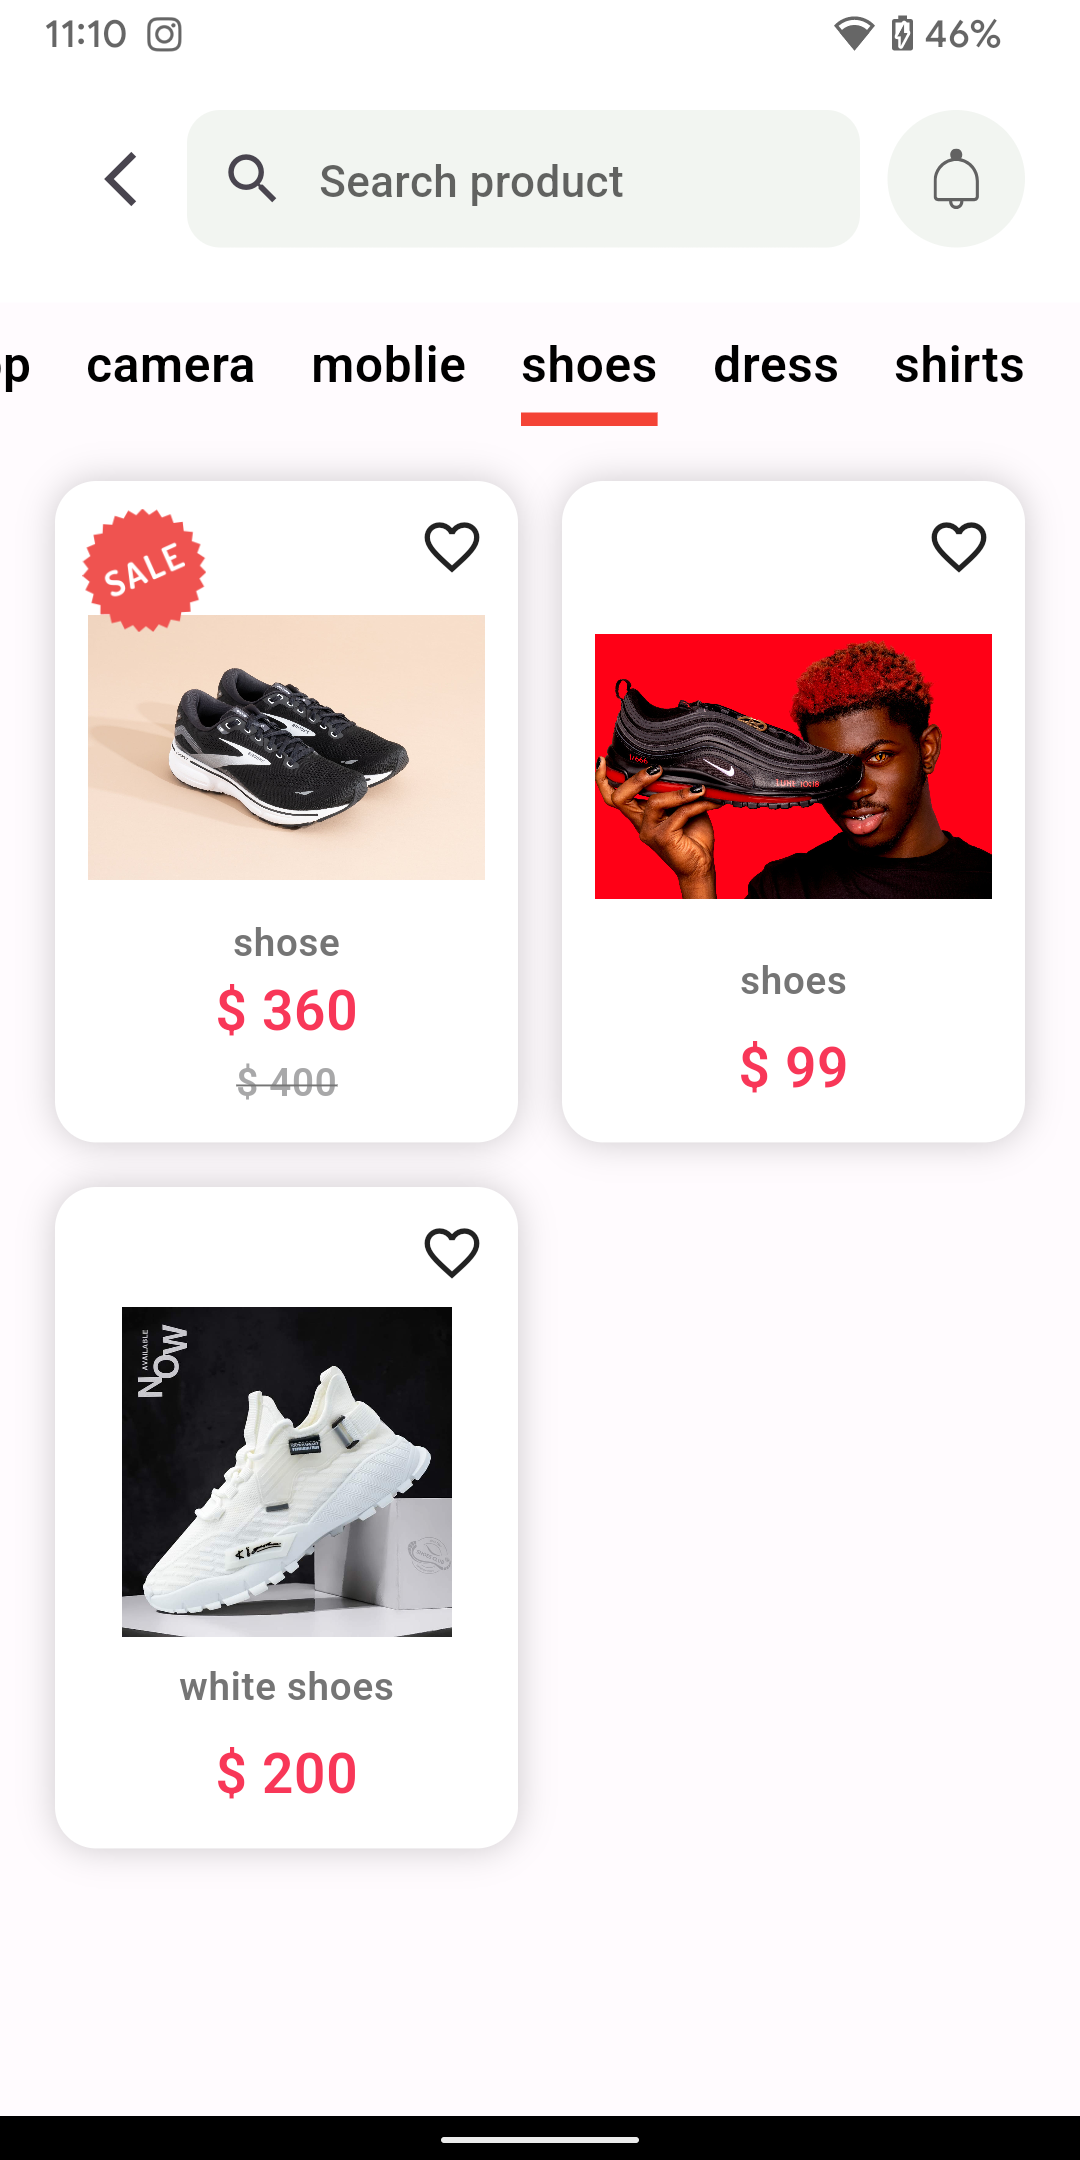 11:10
46%
Search product
op camera moblie shoes dress shirts
SALE
shose
$ 360
$ 400
shoes
$ 99
AVAILABLE
NOW
white shoes
$ 200